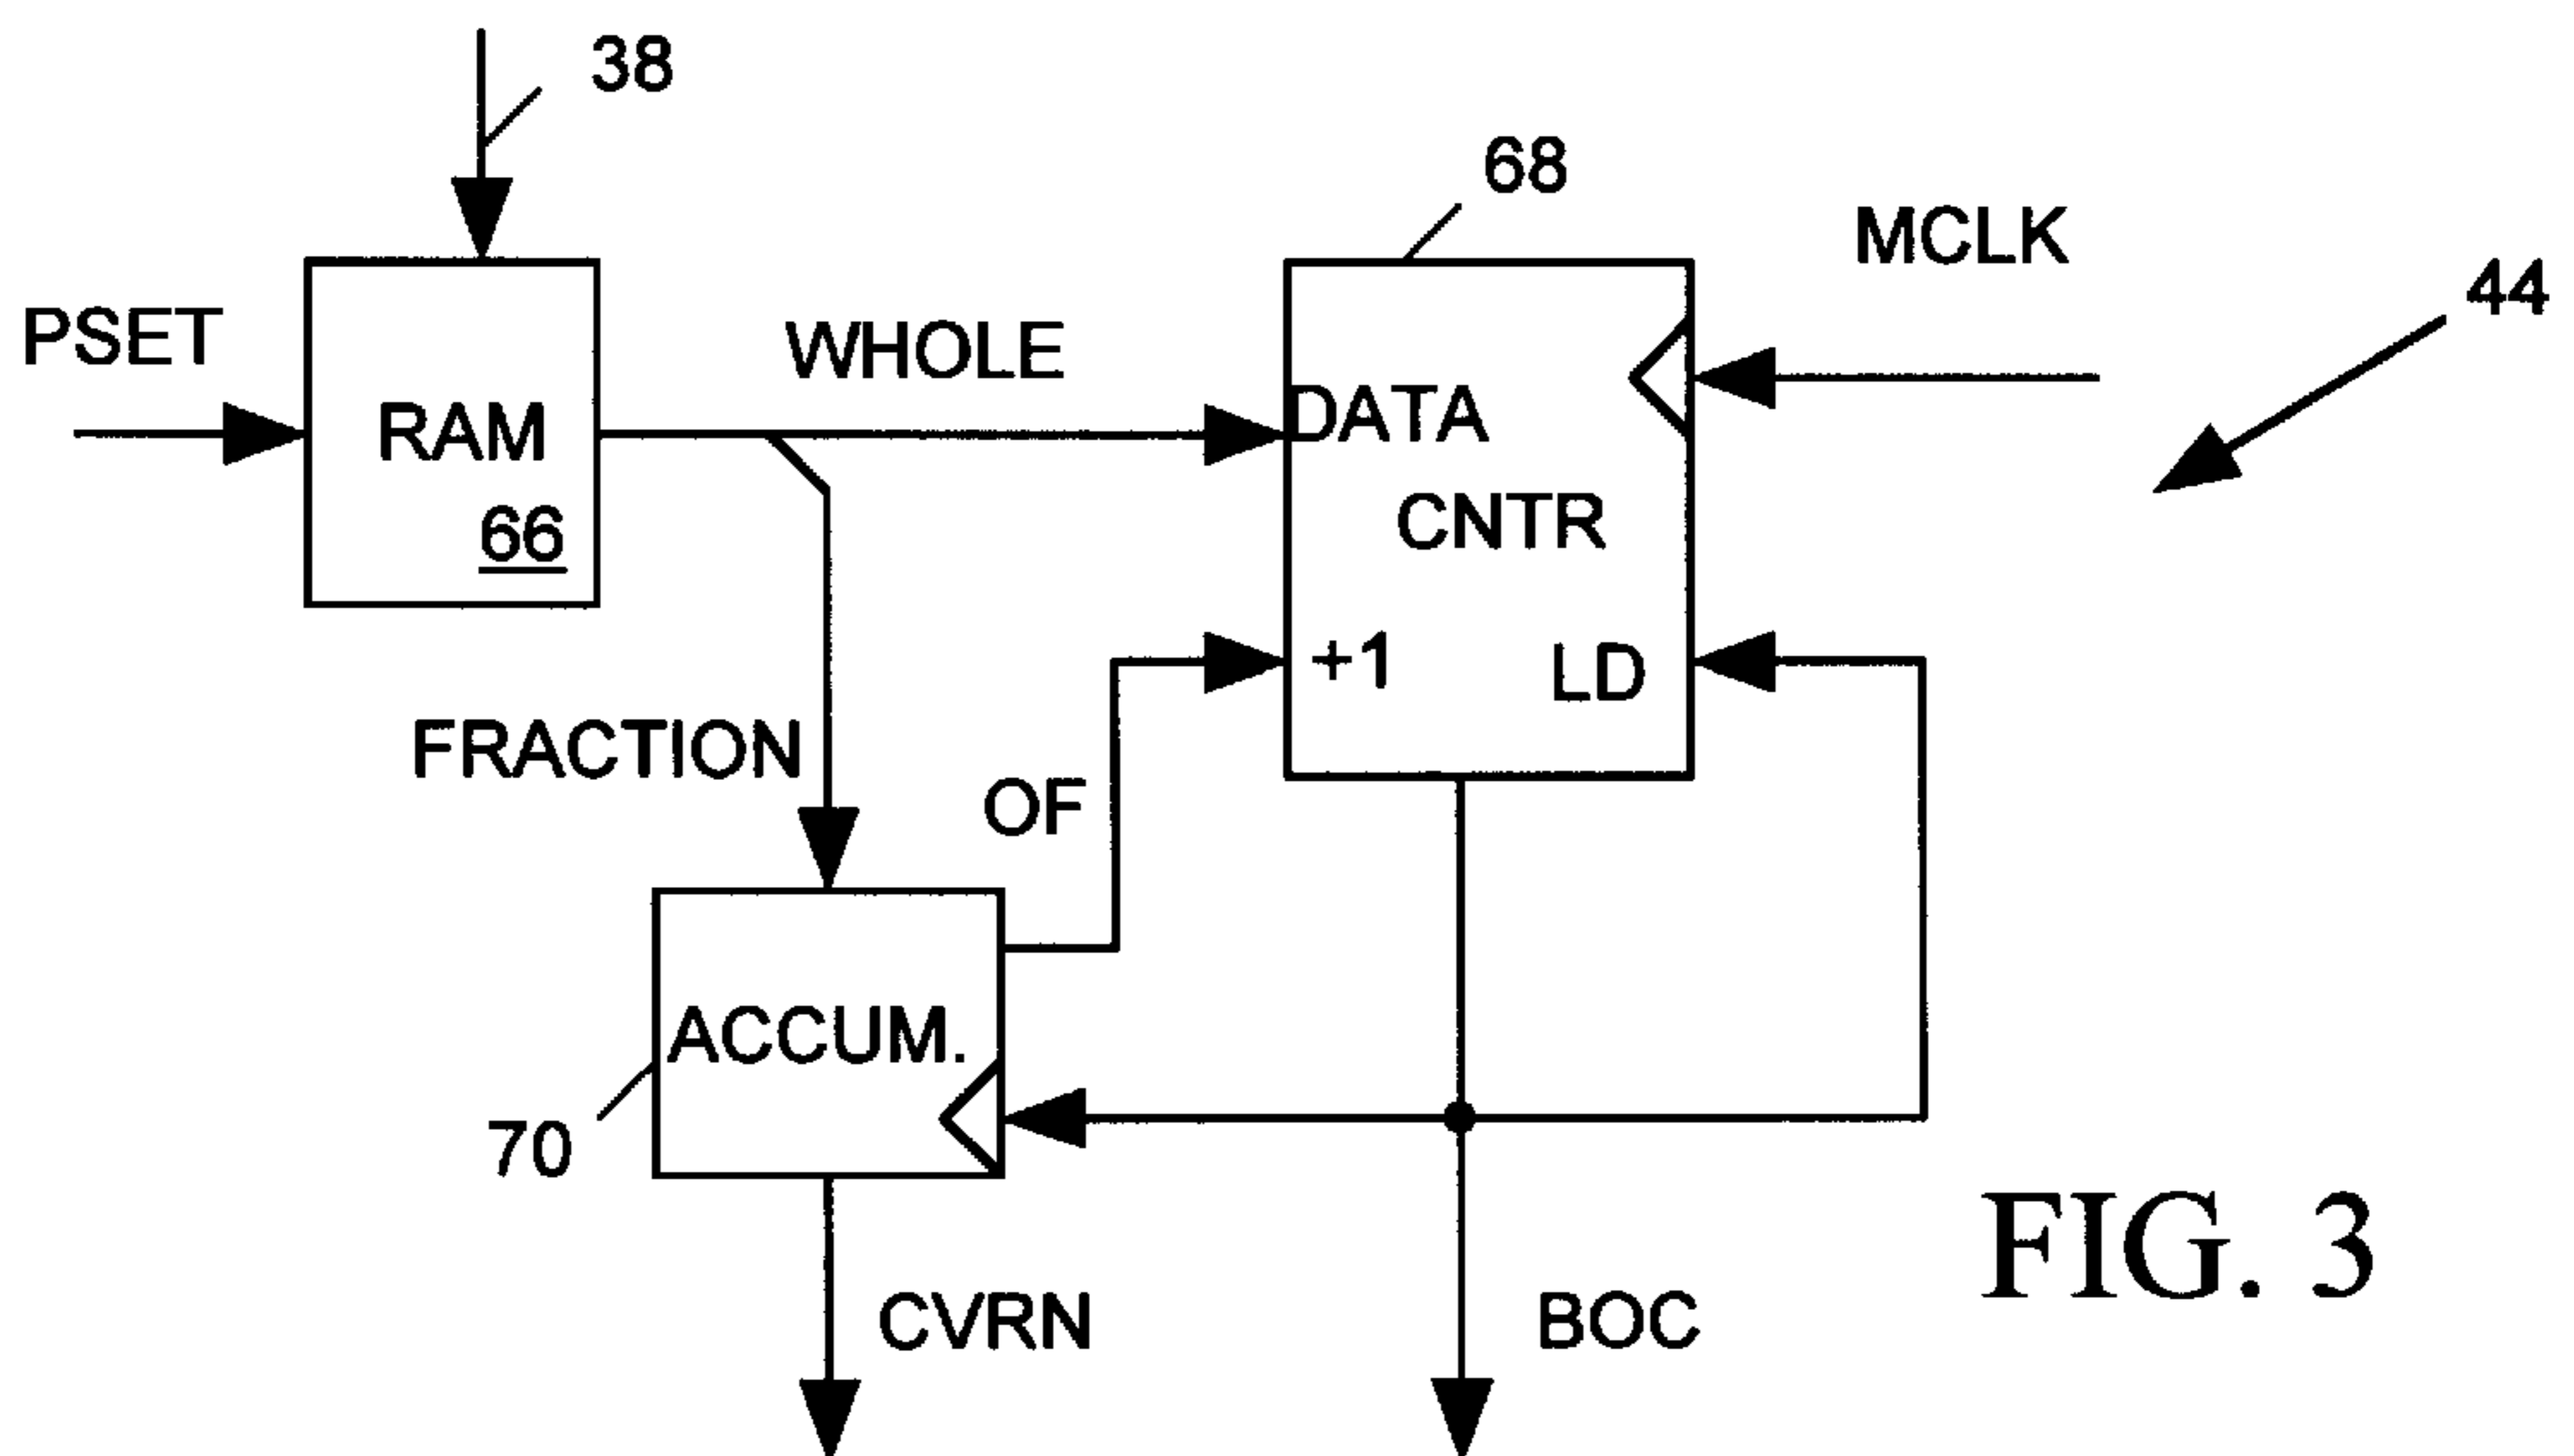 38
68
MCLK
44
PSET
WHOLE
RAM
DATA
66
CNTR
+1
LD
FRACTION
OF
ACCUM.
70
CVRN
BOC
FIG. 3